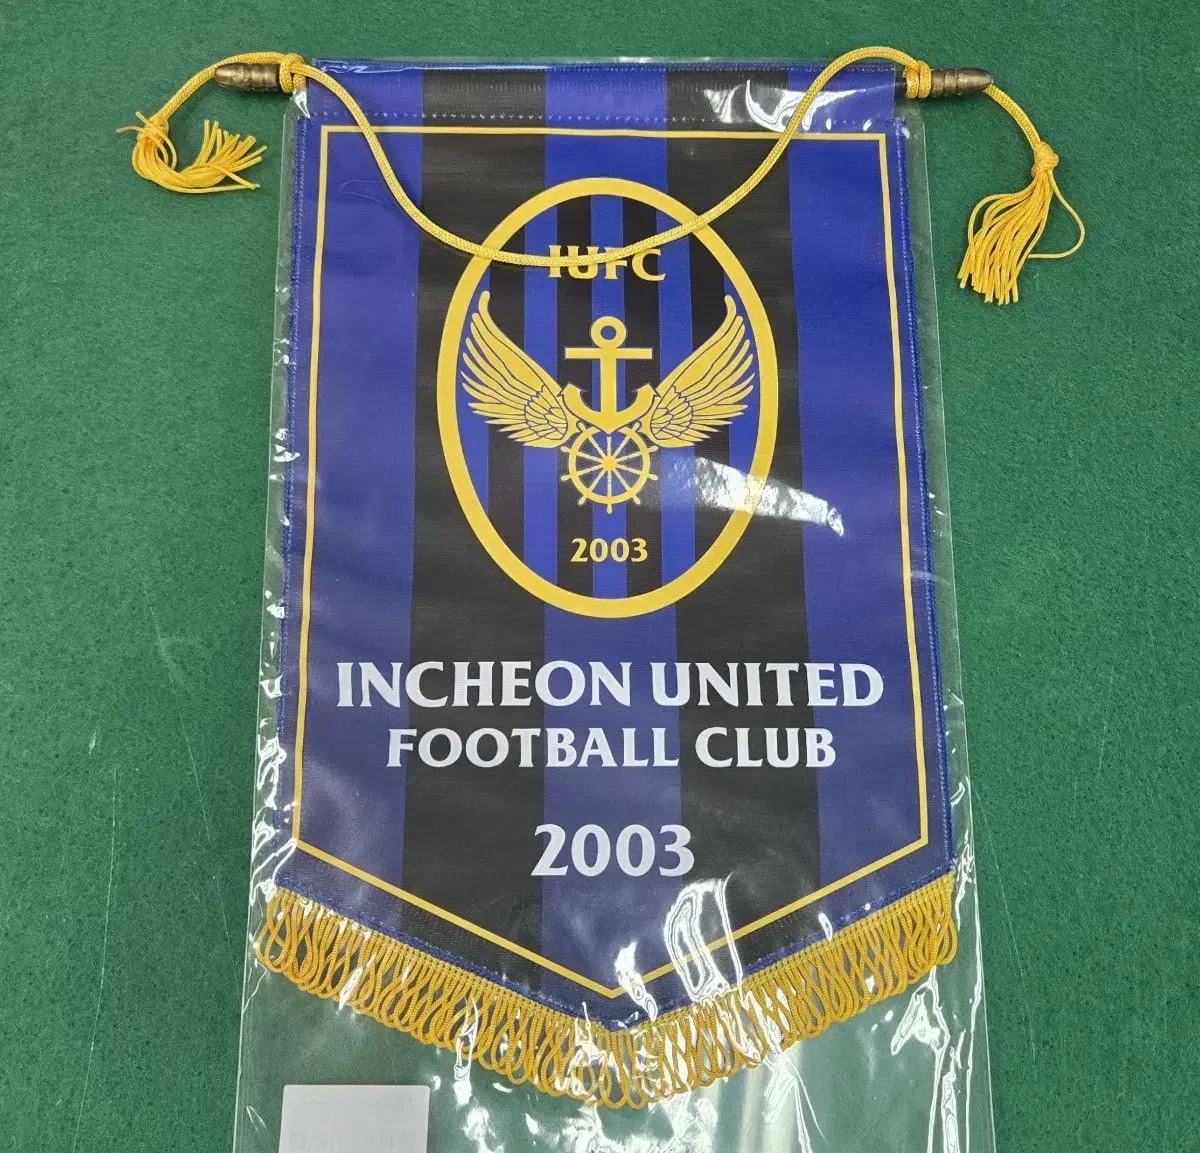 IUFC
2003
INCHEON UNITED
FOOTBALL CLUB
2003